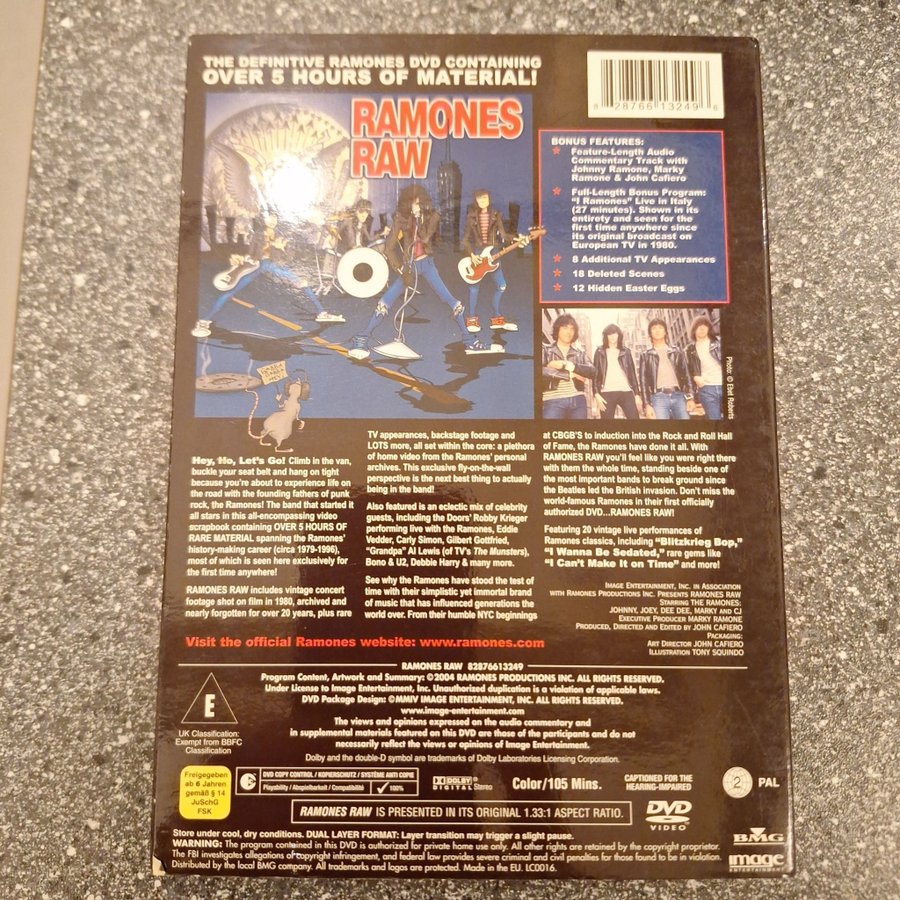 THE DEFINITIVE RAMONES DVD CONTAINING
OVER 5 HOURS OF MATERIAL!
8 28766 13249 6
RAMONES
RAW
BONUS FEATURES:
Feature-Length Audio
Commentary Track with
Johnny Ramone, Marky
Ramone & John Cafiero
Full-Length Bonus Program:
"I Ramones" Live in Italy
(27 minutes). Shown in its
entirety and seen for the
first time anywhere since
its original broadcast on
European TV in 1980.
8 Additional TV Appearances
18 Deleted Scenes
12 Hidden Easter Eggs
Photo: © Ebet Roberts
Hey, Ho, Let's Go! Climb in the van,
buckle your seat belt and hang on tight
because you're about to experience life on
the road with the founding fathers of punk
rock, the Ramones! The band that started it
all stars in this all-encompassing video
scrapbook containing OVER 5 HOURS OF
RARE MATERIAL spanning the Ramones'
history-making career (circa 1979-1996),
most of which is seen here exclusively for
the first time anywhere!
RAMONES RAW includes vintage concert
footage shot on film in 1980, archived and
nearly forgotten for over 20 years, plus rare
TV appearances, backstage footage and
LOTS more, all set within the core: a plethora
of home video from the Ramones' personal
archives. This exclusive fly-on-the-wall
perspective is the next best thing to actually
being in the band!
Also featured is an eclectic mix of celebrity
guests, including the Doors' Robby Krieger
performing live with the Ramones, Eddie
Vedder, Carly Simon, Gilbert Gottfried,
"Grandpa" Al Lewis (of TV's The Munsters),
Bono & U2, Debbie Harry & many more.
See why the Ramones have stood the test of
time with their simplistic yet immortal brand
of music that has influenced generations the
world over. From their humble NYC beginnings
at CBGB'S to induction into the Rock and Roll Hall
of Fame, the Ramones have done it all. With
RAMONES RAW you'll feel like you were right there
with them the whole time, standing beside one of
the most important bands to break ground since
the Beatles led the British invasion. Don't miss the
world-famous Ramones in their first officially
authorized DVD...RAMONES RAW!
Featuring 20 vintage live performances of
Ramones classics, including "Blitzkrieg Bop,"
"I Wanna Be Sedated," rare gems like
"I Can't Make It on Time" and more!
IMAGE ENTERTAINMENT, INC. IN ASSOCIATION
WITH RAMONES PRODUCTIONS INC. PRESENTS RAMONES RAW
STARRING THE RAMONES:
JOHNNY, JOEY, DEE DEE, MARKY and CJ
EXECUTIVE PRODUCER MARKY RAMONE
PRODUCED, DIRECTED AND EDITED BY JOHN CAFIERO
PACKAGING:
ART DIRECTOR JOHN CAFIERO
ILLUSTRATION TONY SQUINDO
Visit the official Ramones website: www.ramones.com
RAMONES RAW 82876613249
Program Content, Artwork and Summary: ©2004 RAMONES PRODUCTIONS INC. ALL RIGHTS RESERVED.
Under License to Image Entertainment, Inc. Unauthorized duplication is a violation of applicable laws.
DVD Package Design: ©MMIV IMAGE ENTERTAINMENT, INC. ALL RIGHTS RESERVED.
www.image-entertainment.com
The views and opinions expressed on the audio commentary and
in supplemental materials featured on this DVD are those of the participants and do not
necessarily reflect the views or opinions of Image Entertainment.
Dolby and the double-D symbol are trademarks of Dolby Laboratories Licensing Corporation.
E
UK Classification:
Exempt from BBFC
Classification
Freigegeben
ab 6 Jahren
gemäß § 14
JuSchG
FSK
DVD COPY CONTROL / KOPIERSCHUTZ / SYSTÈME ANTI COPIE
Playability / Abspielbarkeit / Compatibilité 100%
DOLBY
DIGITAL Stereo
Color/105 Mins.
CAPTIONED FOR THE
HEARING-IMPAIRED
2 PAL
RAMONES RAW IS PRESENTED IN ITS ORIGINAL 1.33:1 ASPECT RATIO.
DVD
VIDEO
BMG
image
ENTERTAINMENT
Store under cool, dry conditions. DUAL LAYER FORMAT: Layer transition may trigger a slight pause.
WARNING: The program contained in this DVD is authorized for private home use only. All other rights are retained by the copyright proprietor.
The FBI investigates allegations of copyright infringement, and federal law provides severe criminal and civil penalties for those found to be in violation.
Distributed by the local BMG company. All trademarks and logos are protected. Made in the EU. LC0016.